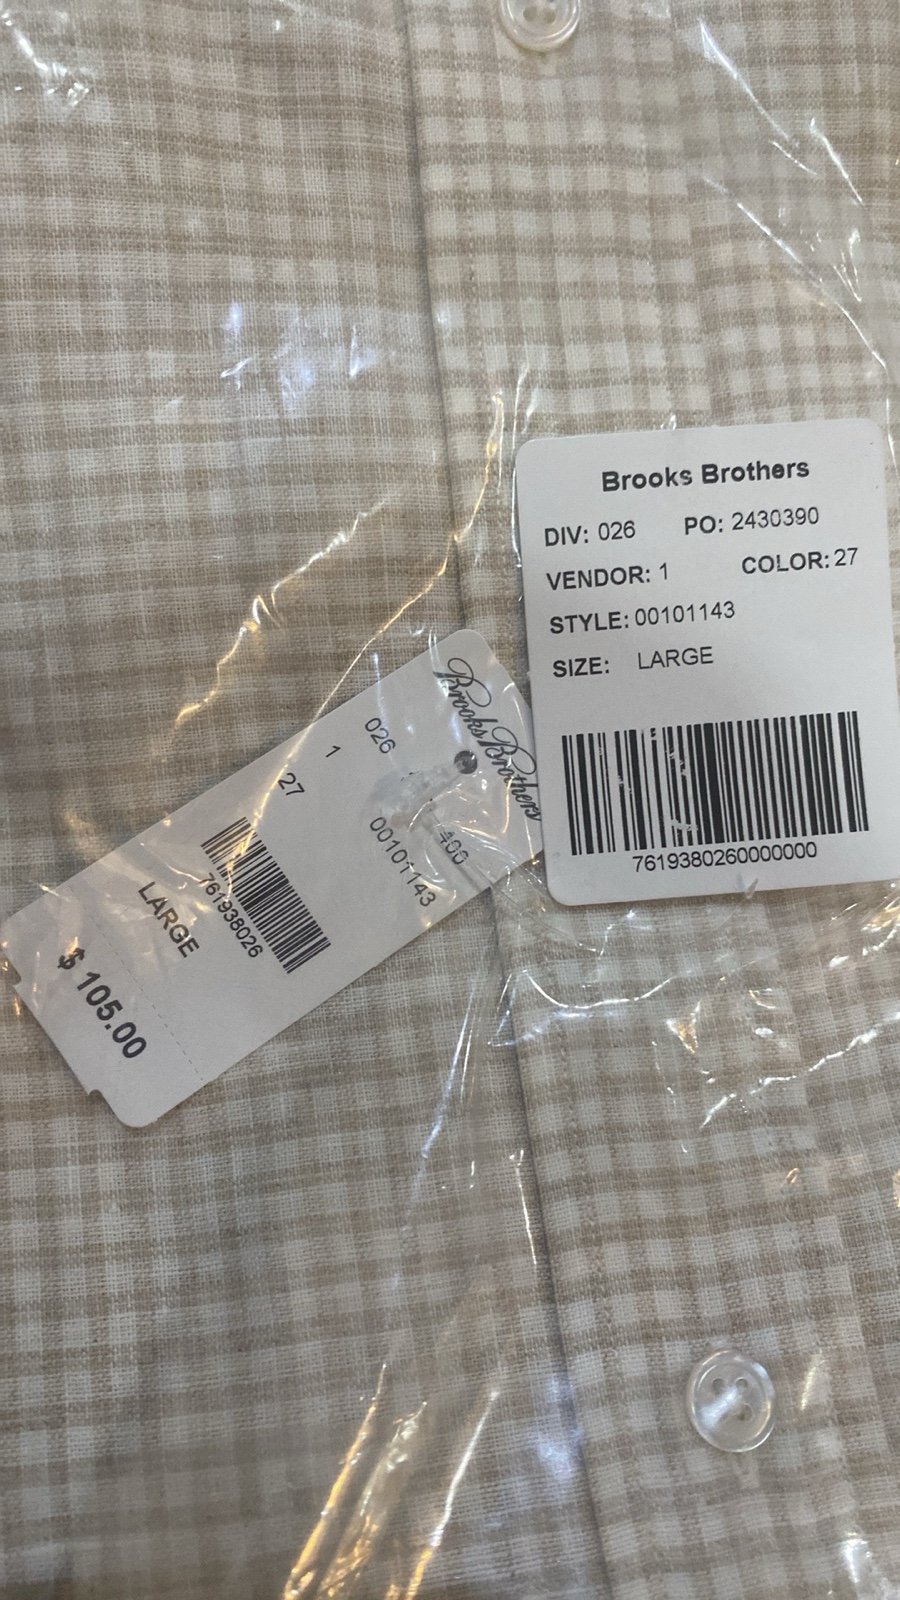 Brooks Brothers
DIV: 026 PO: 2430390
VENDOR: 1 COLOR: 27
STYLE: 00101143
SIZE: LARGE
7619380260000000
Brooks Brothers
400
026 00101143
1
27
761938026
LARGE
$ 105.00